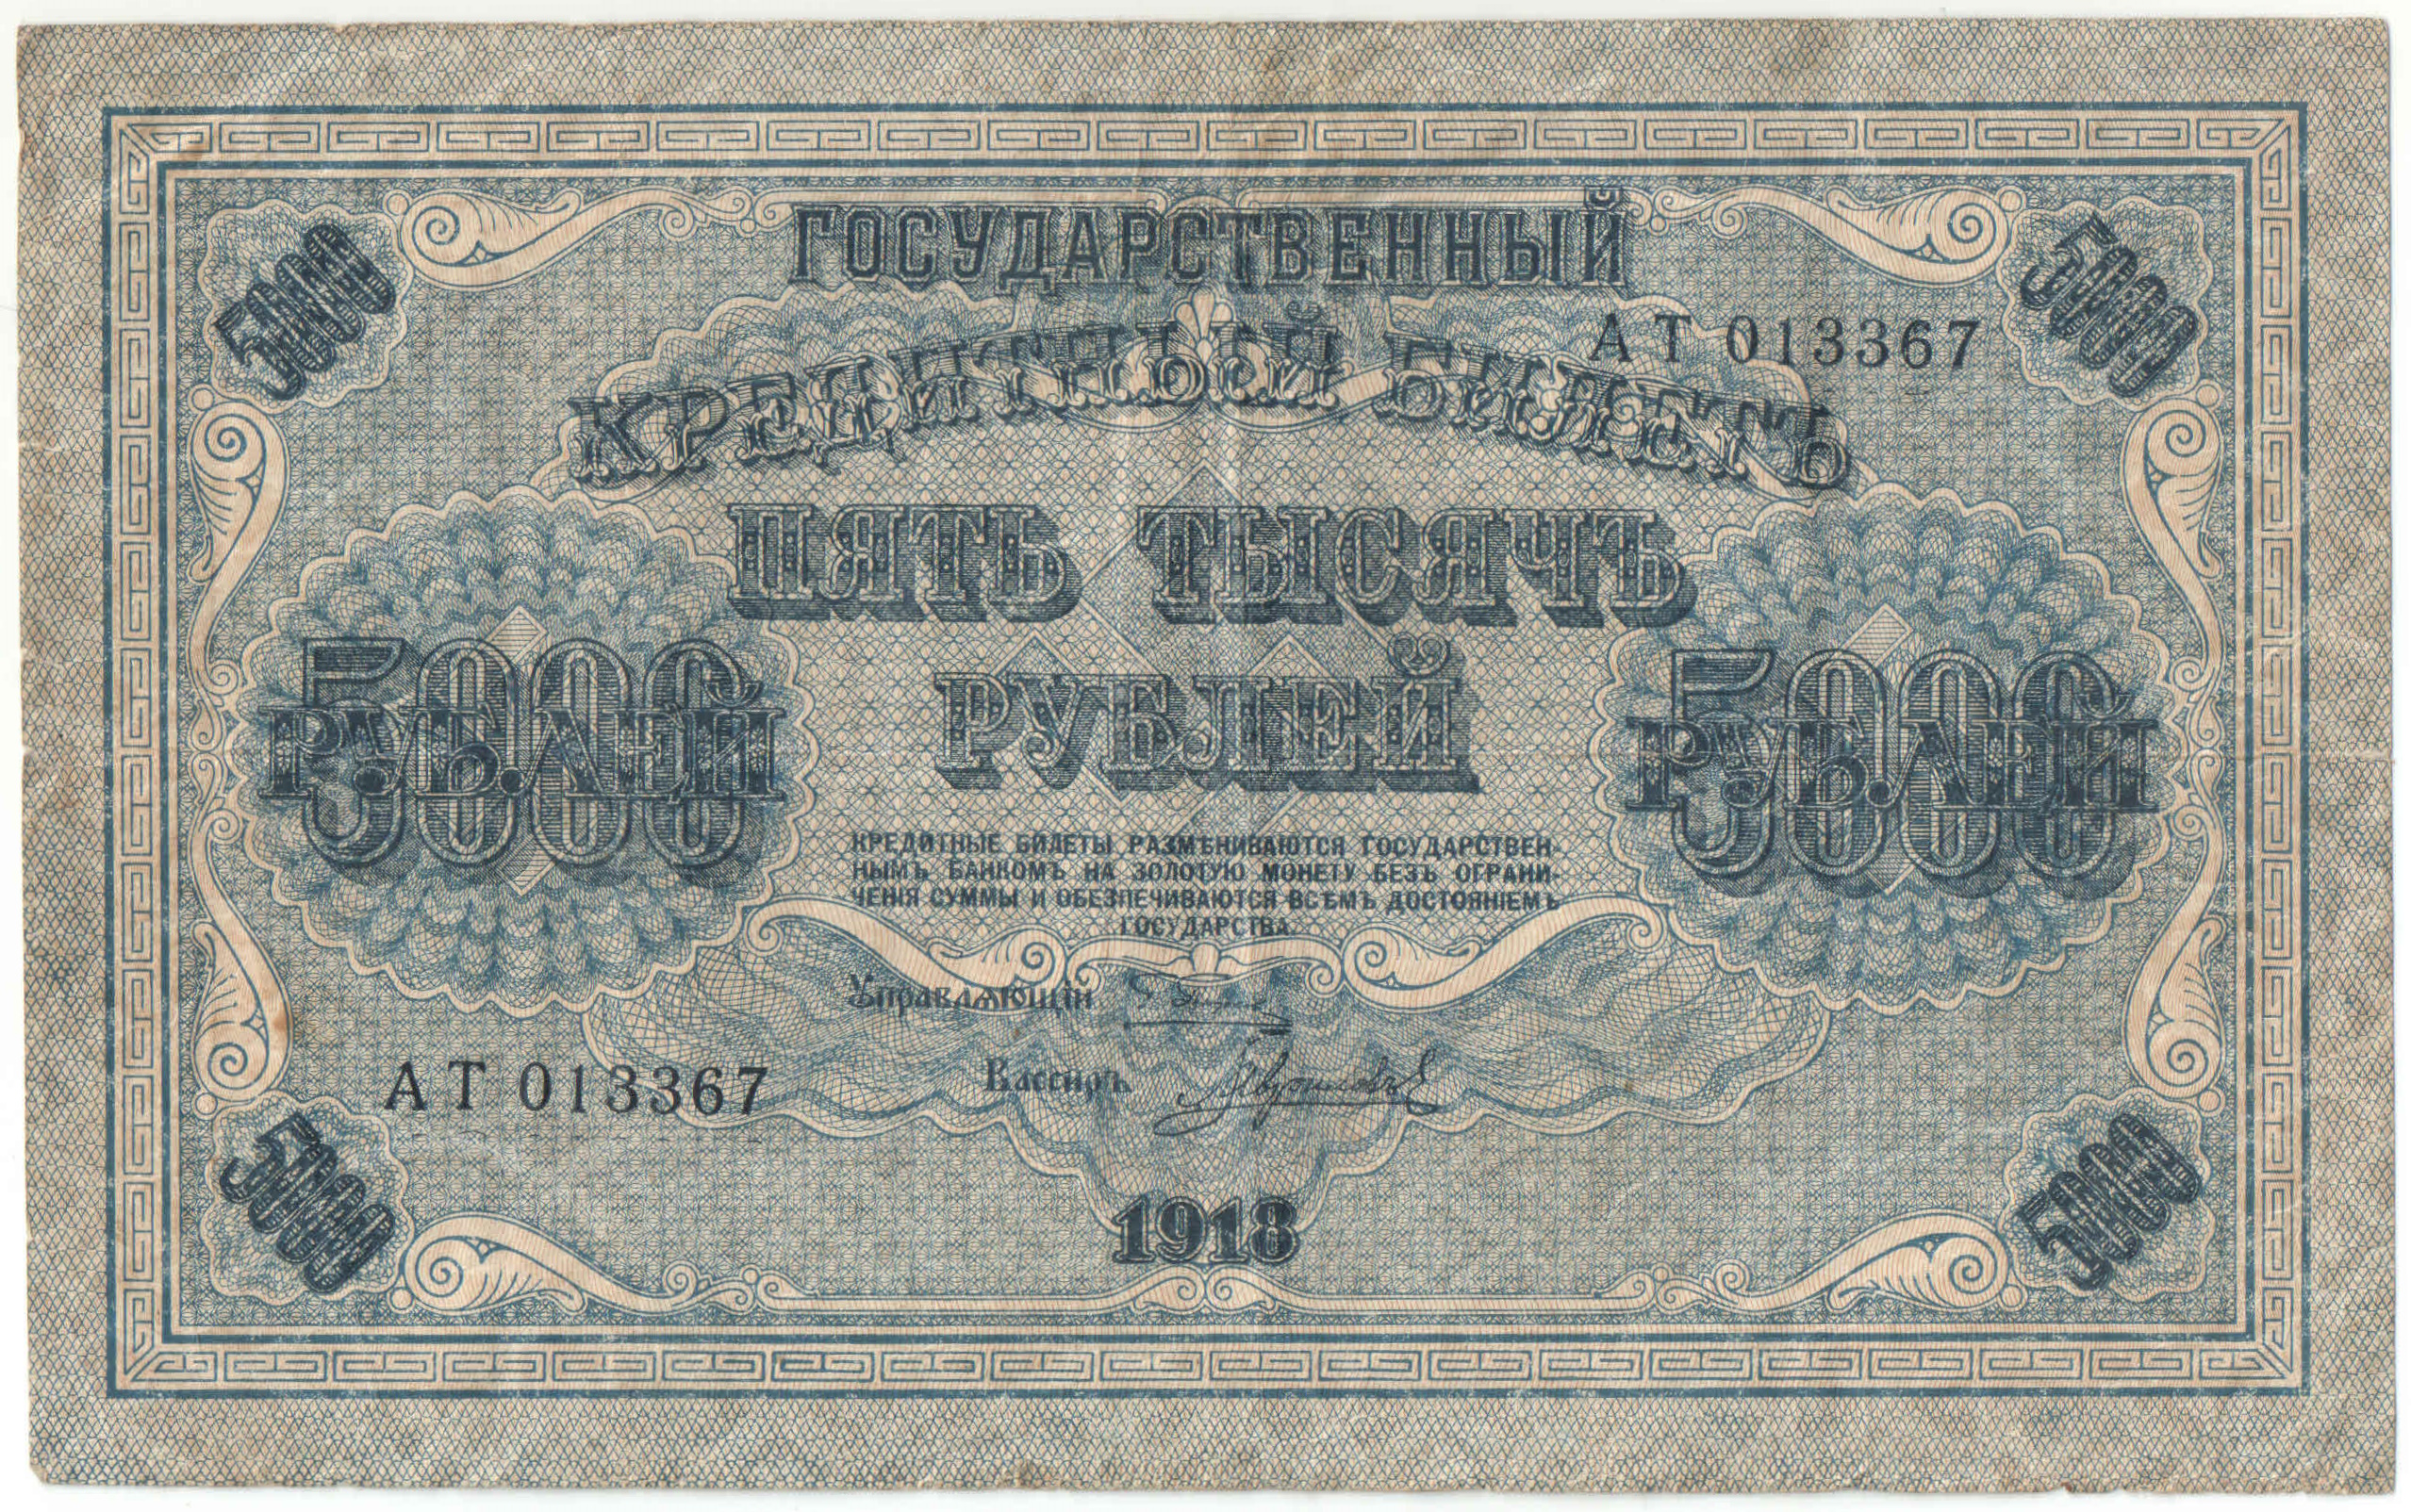 5000
ГОСУДАРСТВЕННЫЙ
5000
АТ 013367
КРЕДИТНЫЙ БИЛЕТЪ
ПЯТЬ ТЫСЯЧЪ
РУБЛЕЙ
5000
РУБЛЕЙ
5000
РУБЛЕЙ
КРЕДИТНЫЕ БИЛЕТЫ РАЗМѢНИВАЮТСЯ ГОСУДАРСТВЕН-
НЫМЪ БАНКОМЪ НА ЗОЛОТУЮ МОНЕТУ БЕЗЪ ОГРАНИ-
ЧЕНІЯ СУММЫ И ОБЕЗПЕЧИВАЮТСЯ ВСѢМЪ ДОСТОЯНІЕМЪ
ГОСУДАРСТВА.
Управляющій
Кассиръ
АТ 013367
5000
1918
5000